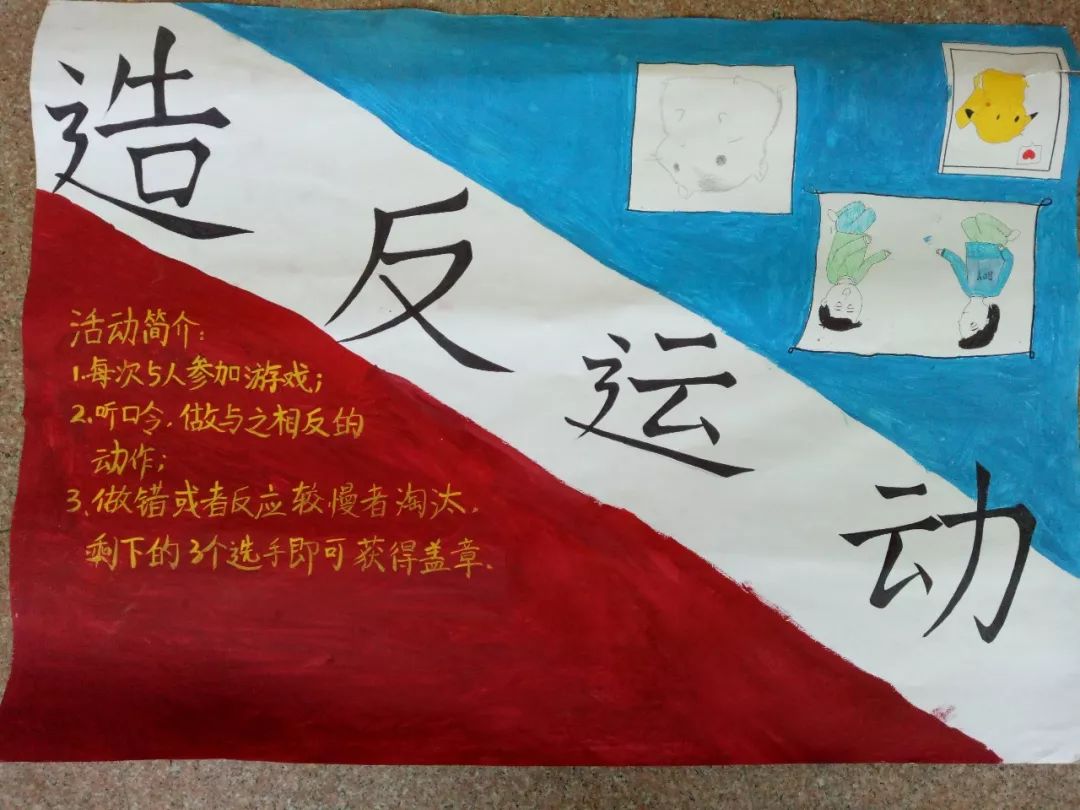 造反运动
活动简介:
1.每次5人参加游戏;
2.听口令,做与之相反的
动作;
3.做错或者反应较慢者淘汰,
剩下的3个选手即可获得盖章.